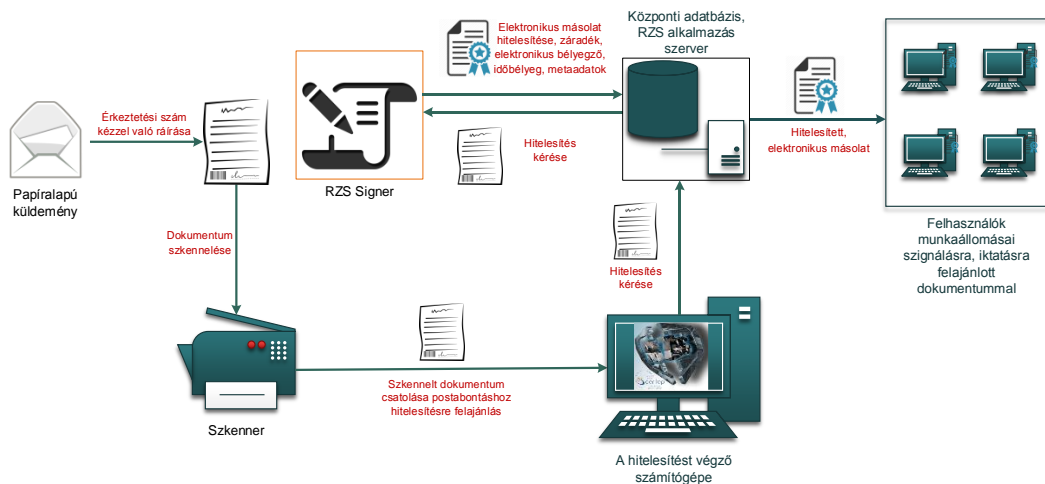 Elektronikus másolat
hitelesítése, záradék,
elektronikus bélyegző,
időbélyeg, metaadatok
Központi adatbázis,
RZS alkalmazás
szerver
Érkeztetési szám
kézzel való ráírása
Papíralapú
küldemény
RZS Signer
Hitelesítés
kérése
Hitelesített,
elektronikus másolat
Felhasználók
munkaállomásai
szignálásra, iktatásra
felajánlott
dokumentummal
Dokumentum
szkennelése
Hitelesítés
kérése
Szkennelt dokumentum
csatolása postabontáshoz
hitelesítésre felajánlás
Szkenner
A hitelesítést végző
számítógépe